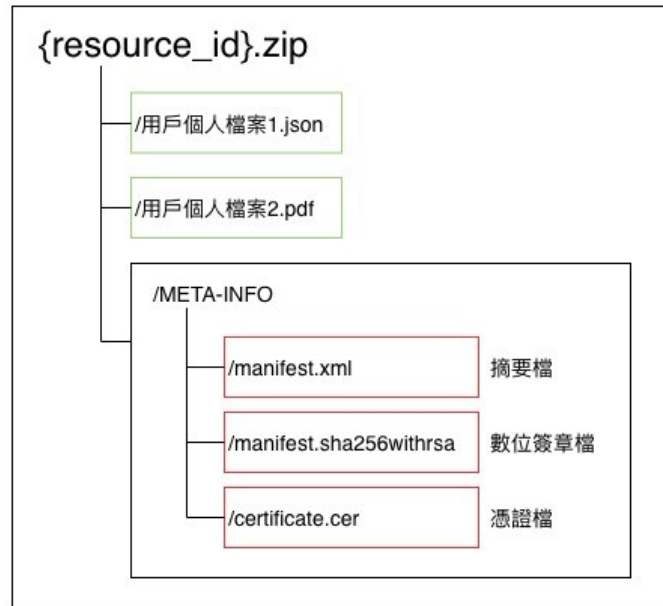 {resource_id}.zip
/用戶個人檔案1.json
/用戶個人檔案2.pdf
/META-INFO
/manifest.xml 摘要檔
/manifest.sha256withrsa 數位簽章檔
/certificate.cer 憑證檔